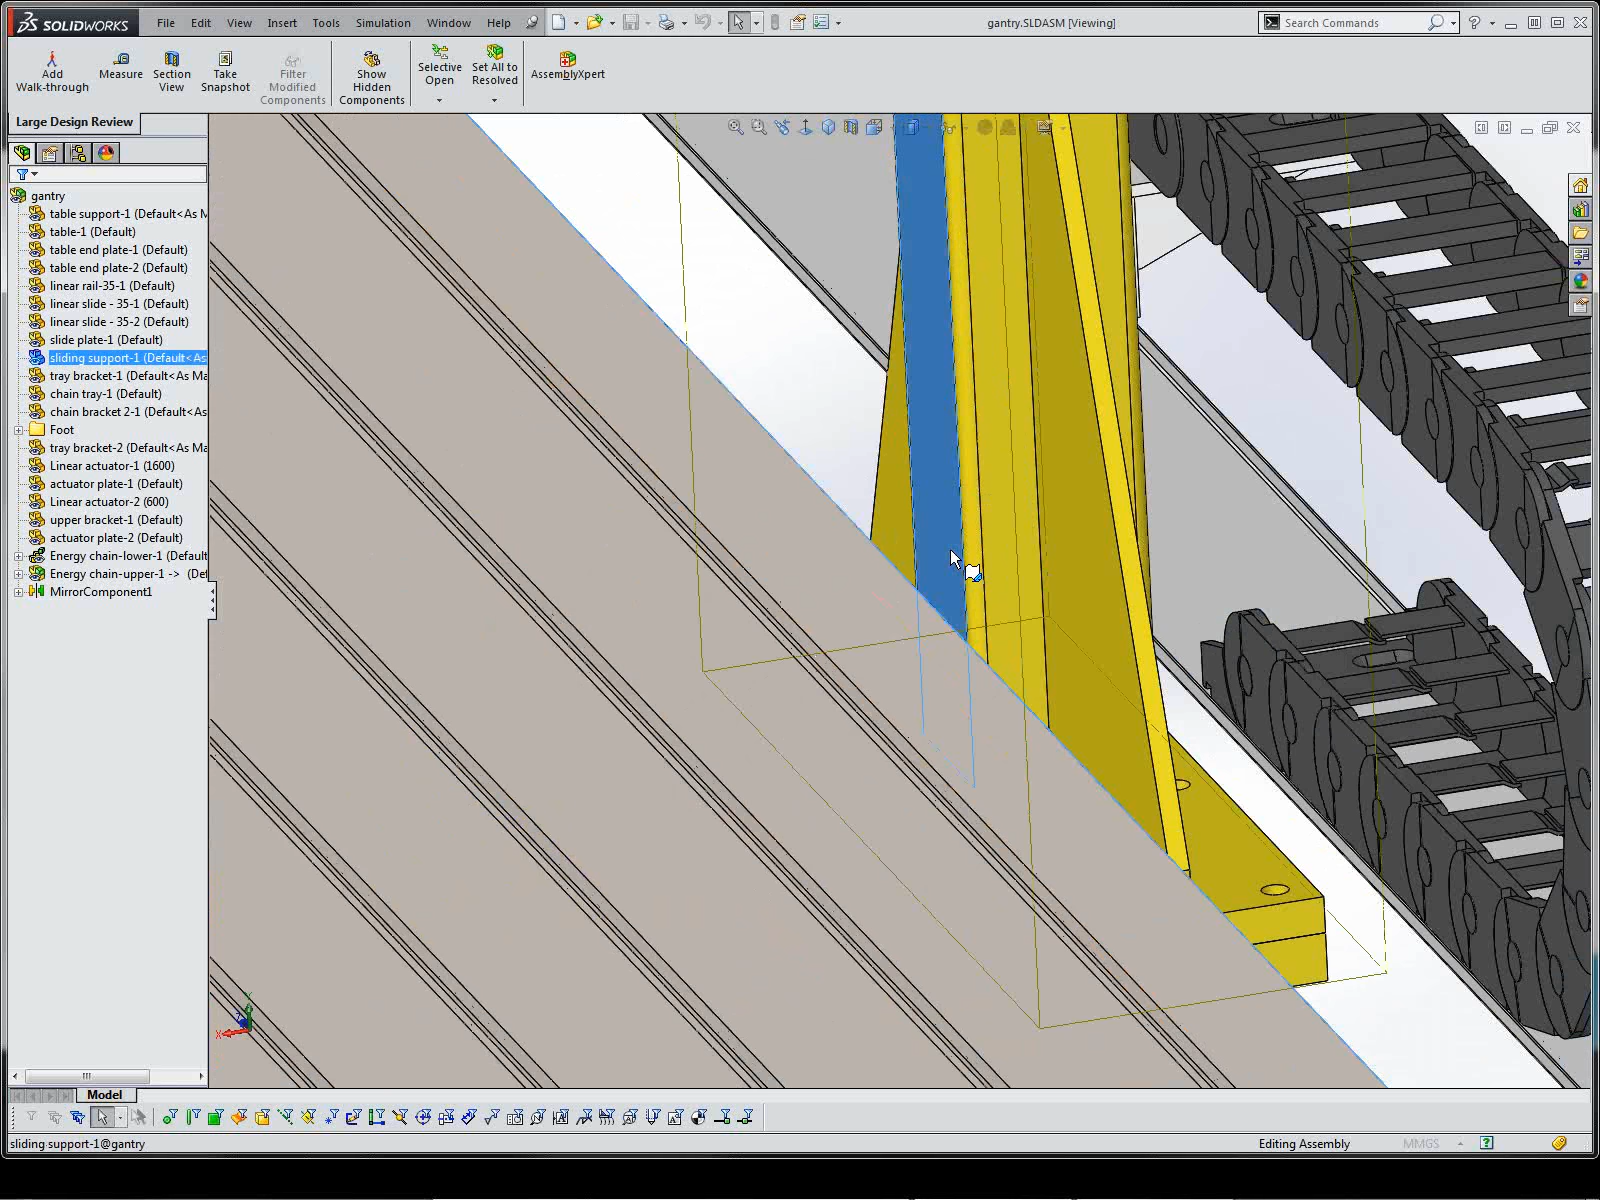 SOLIDWORKS
File Edit View Insert Tools Simulation Window Help
gantry.SLDASM [Viewing]
Search Commands
Add Walk-through
Measure
Section View
Take Snapshot
Filter Modified Components
Show Hidden Components
Selective Open
Set All to Resolved
AssemblyXpert
Large Design Review
gantry
table support-1 (Default<As M
table-1 (Default)
table end plate-1 (Default)
table end plate-2 (Default)
linear rail-35-1 (Default)
linear slide - 35-1 (Default)
linear slide - 35-2 (Default)
slide plate-1 (Default)
sliding support-1 (Default<As
tray bracket-1 (Default<As Ma
chain tray-1 (Default)
chain bracket 2-1 (Default<As
Foot
tray bracket-2 (Default<As Ma
Linear actuator-1 (1600)
actuator plate-1 (Default)
Linear actuator-2 (600)
upper bracket-1 (Default)
actuator plate-2 (Default)
Energy chain-lower-1 (Default
Energy chain-upper-1 -> (Def
MirrorComponent1
X
Y
Z
Model
sliding support-1@gantry
Editing Assembly
MMGS